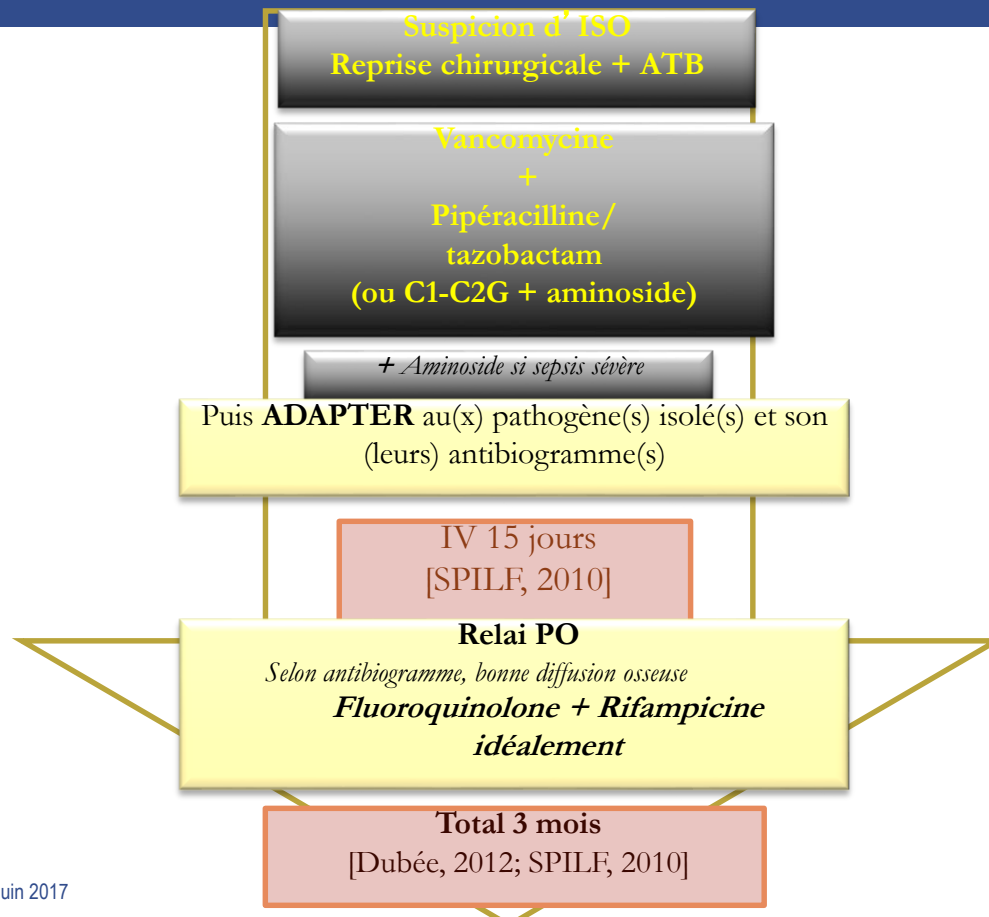 Suspicion d’ ISO
Reprise chirurgicale + ATB
Vancomycine
+
Pipéracilline/
tazobactam
(ou C1-C2G + aminoside)
+ Aminoside si sepsis sévère
Puis ADAPTER au(x) pathogène(s) isolé(s) et son
(leurs) antibiogramme(s)
IV 15 jours
[SPILF, 2010]
Relai PO
Selon antibiogramme, bonne diffusion osseuse
Fluoroquinolone + Rifampicine
idéalement
Total 3 mois
[Dubée, 2012; SPILF, 2010]
uin 2017